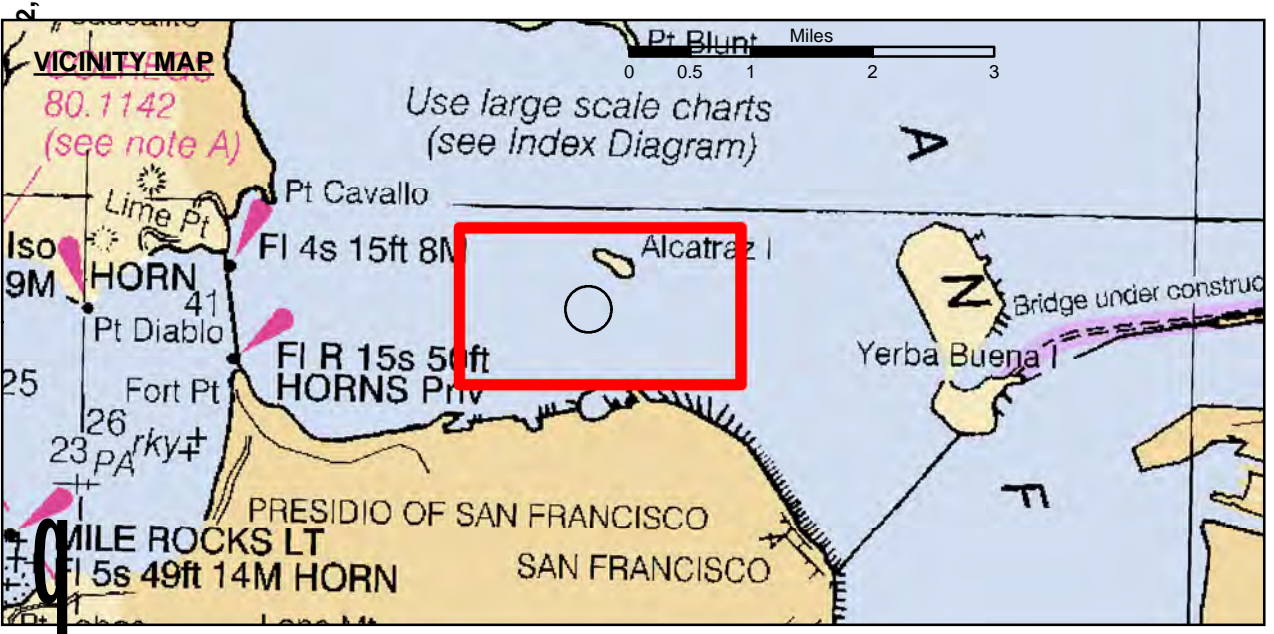 Pt Blunt
Miles
0 0.5 1 2 3
VICINITY MAP
COLREGS
80.1142
(see note A)
Use large scale charts
(see Index Diagram)
A
Pt Cavallo
Lime Pt
Iso
9M
HORN
Fl 4s 15ft 8M
Alcatraz I
41
Pt Diablo
N
Bridge under construc
Fl R 15s 50ft
HORNS Priv
Yerba Buena I
25
Fort Pt
26
23
PA
rky
F
PRESIDIO OF SAN FRANCISCO
SAN FRANCISCO
MILE ROCKS LT
Fl 5s 49ft 14M HORN